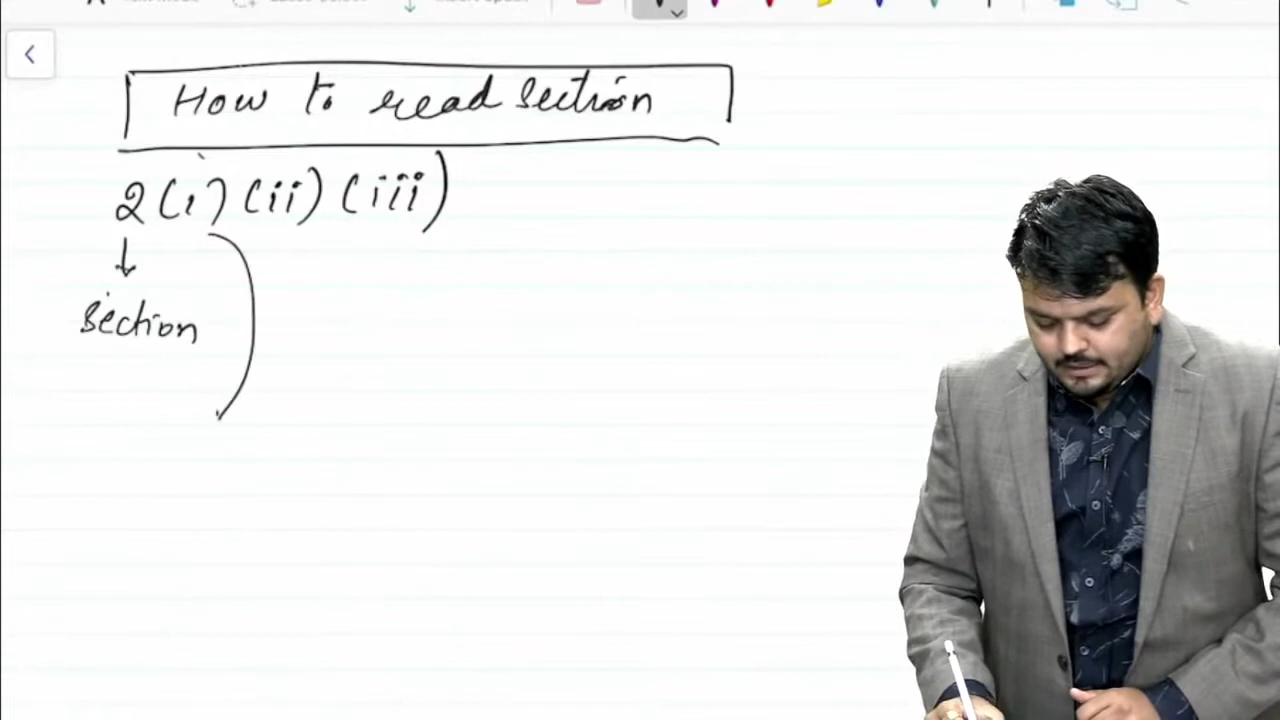 How to read section
2(i)(ii)(iii)
section